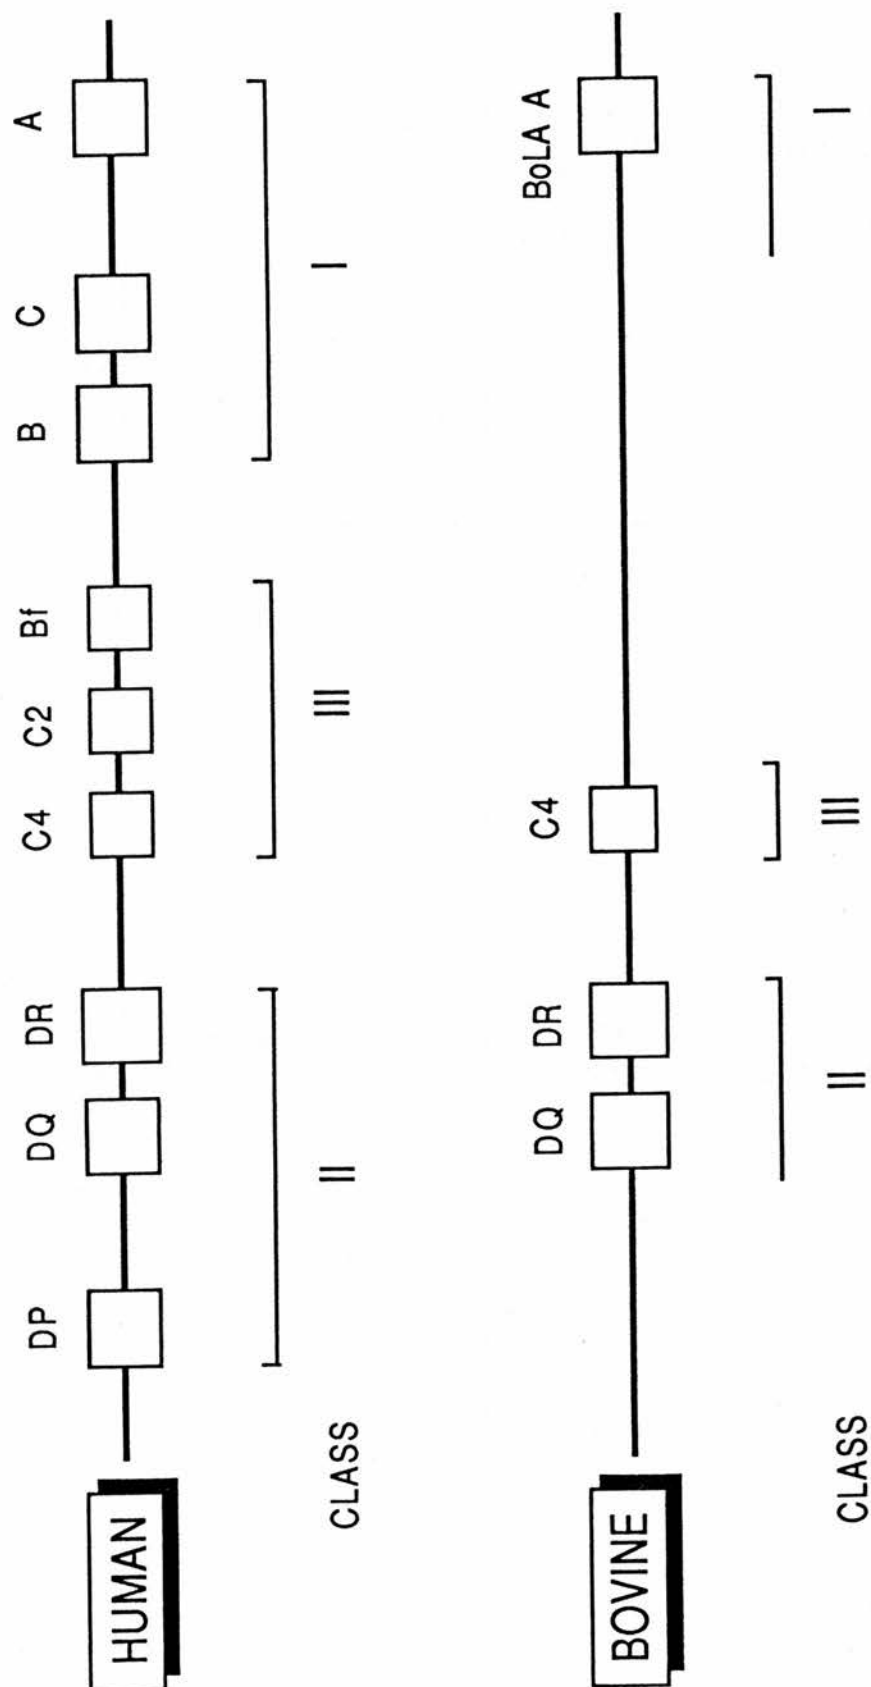 DP DQ DR C4 C2 Bf B C A
HUMAN
II III I
CLASS
DQ DR C4 BoLA A
BOVINE
II III I
CLASS